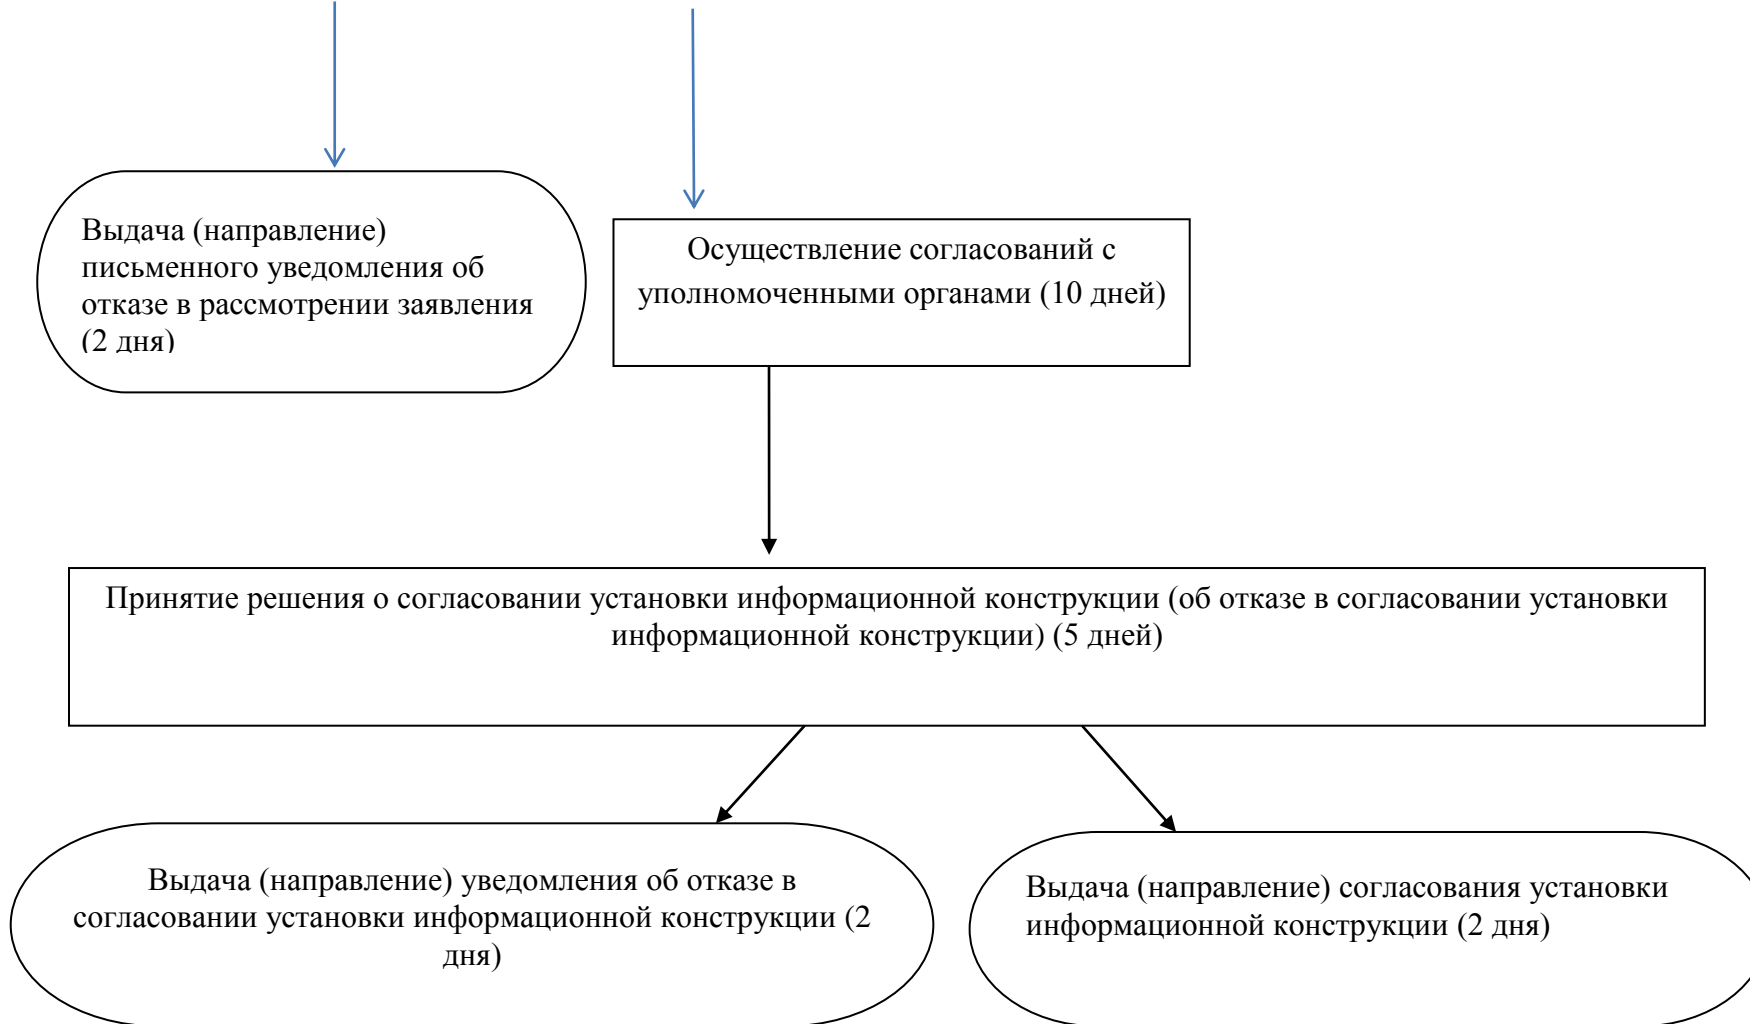 Выдача (направление)
письменного уведомления об
отказе в рассмотрении заявления
(2 дня)
Осуществление согласований с
уполномоченными органами (10 дней)
Принятие решения о согласовании установки информационной конструкции (об отказе в согласовании установки
информационной конструкции) (5 дней)
Выдача (направление) уведомления об отказе в
согласовании установки информационной конструкции (2
дня)
Выдача (направление) согласования установки
информационной конструкции (2 дня)